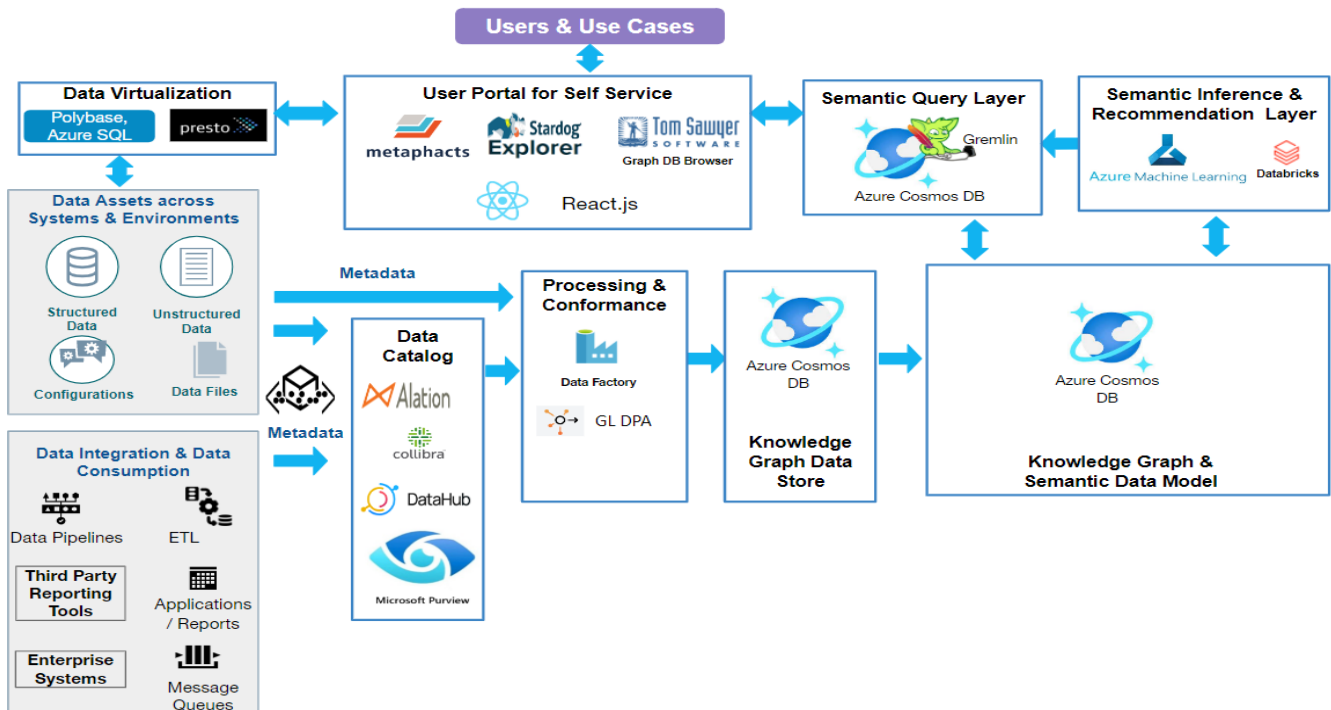 Users & Use Cases
Data Virtualization
Polybase,
Azure SQL
presto
User Portal for Self Service
metaphacts
Stardog
Explorer
Tom Sawyer
SOFTWARE
Graph DB Browser
React.js
Semantic Query Layer
Gremlin
Azure Cosmos DB
Semantic Inference &
Recommendation Layer
Azure Machine Learning
Databricks
Data Assets across
Systems & Environments
Structured
Data
Unstructured
Data
Configurations
Data Files
Metadata
Metadata
Data
Catalog
Alation
collibra
DataHub
Microsoft Purview
Processing &
Conformance
Data Factory
GL DPA
Azure Cosmos
DB
Knowledge
Graph Data
Store
Azure Cosmos
DB
Knowledge Graph &
Semantic Data Model
Data Integration & Data
Consumption
Data Pipelines
ETL
Third Party
Reporting
Tools
Applications
/ Reports
Enterprise
Systems
Message
Queues